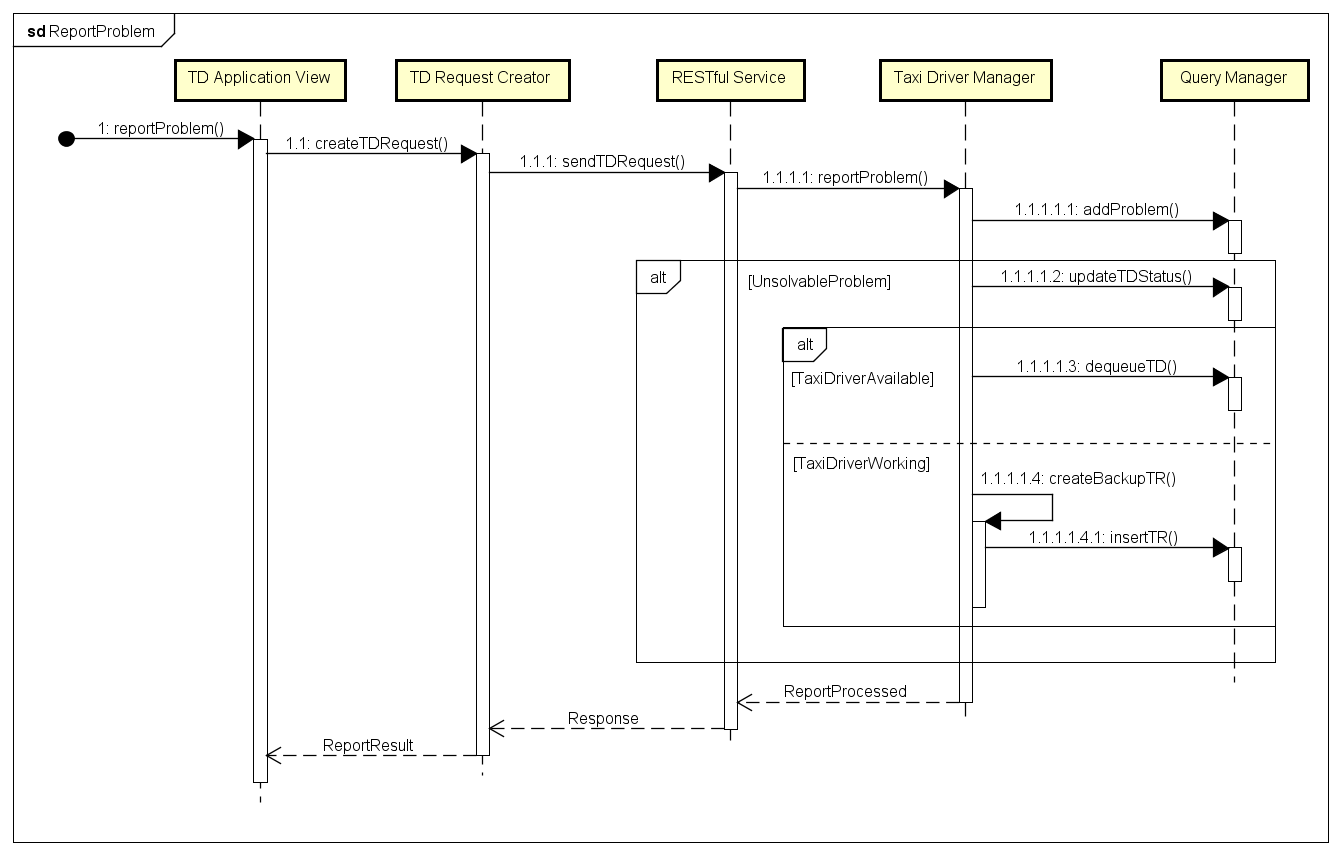 sd ReportProblem
TD Application View
TD Request Creator
RESTful Service
Taxi Driver Manager
Query Manager
1: reportProblem()
1.1: createTDRequest()
1.1.1: sendTDRequest()
1.1.1.1: reportProblem()
1.1.1.1.1: addProblem()
alt
[UnsolvableProblem]
1.1.1.1.2: updateTDStatus()
alt
[TaxiDriverAvailable]
1.1.1.1.3: dequeueTD()
[TaxiDriverWorking]
1.1.1.1.4: createBackupTR()
1.1.1.1.4.1: insertTR()
ReportProcessed
Response
ReportResult